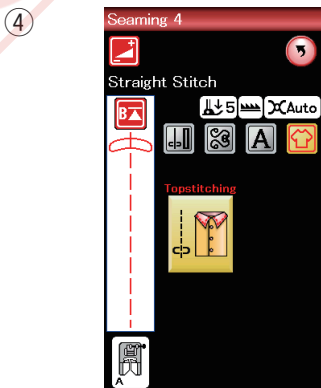 ④
Seaming 4
Straight Stitch
5 Auto
B
A
Topstitching
A